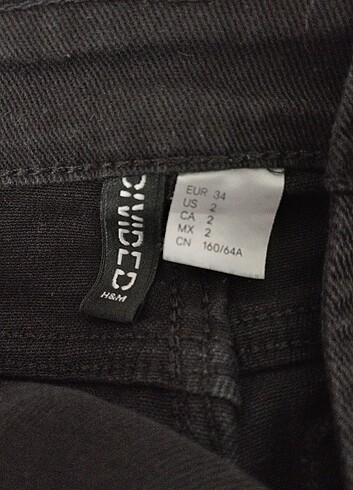 DIVIDED
H&M
EUR 34
US 2
CA 2
MX 2
CN 160/64A